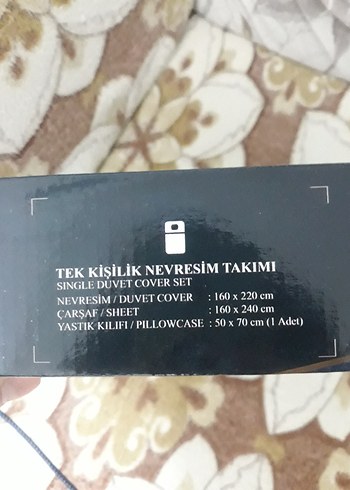 TEK KİŞİLİK NEVRESİM TAKIMI
SINGLE DUVET COVER SET
NEVRESİM / DUVET COVER : 160 x 220 cm
ÇARŞAF / SHEET : 160 x 240 cm
YASTIK KILIFI / PILLOWCASE : 50 x 70 cm (1 Adet)